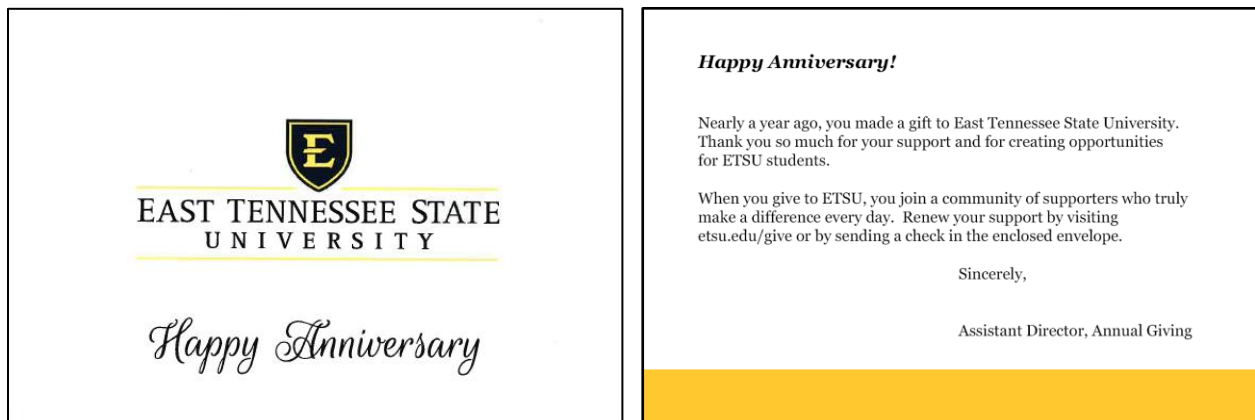 E
EAST TENNESSEE STATE
UNIVERSITY
Happy Anniversary
Happy Anniversary!
Nearly a year ago, you made a gift to East Tennessee State University.
Thank you so much for your support and for creating opportunities
for ETSU students.
When you give to ETSU, you join a community of supporters who truly
make a difference every day.  Renew your support by visiting
etsu.edu/give or by sending a check in the enclosed envelope.
Sincerely,
Assistant Director, Annual Giving